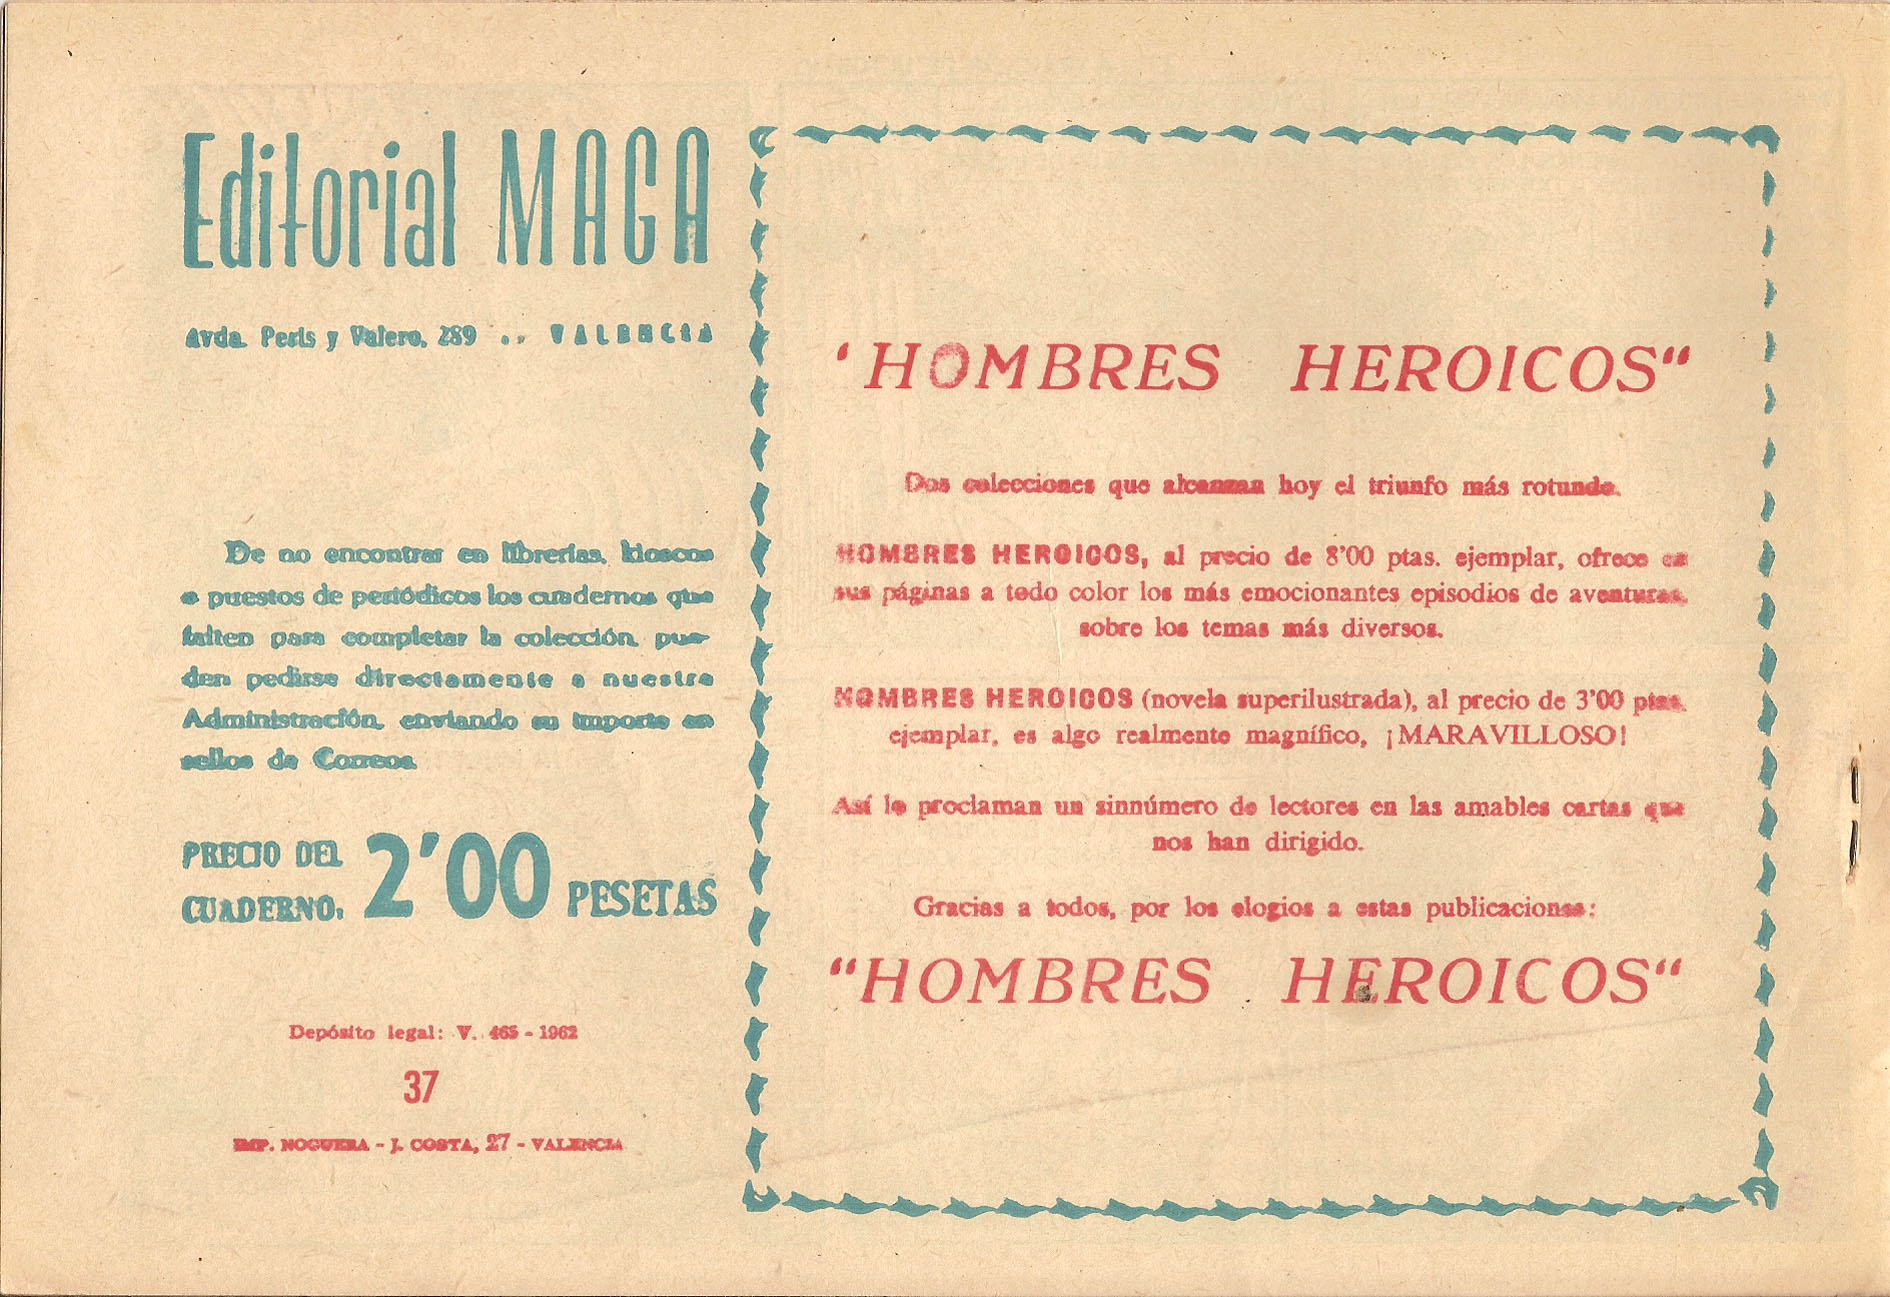 Editorial MAGA
Avda. Peris y Valero, 289 .. VALENCIA
De no encontrar en librerías, kioscos
o puestos de periódicos los cuadernos que
falten para completar la colección, pue-
den pedirse directamente a nuestra
Administración, enviando su importe en
sellos de Correos.
PRECIO DEL
CUADERNO, 2'00 PESETAS
Depósito legal: V. 465 - 1962
37
IMP. NOGUERA - J. COSTA, 27 - VALENCIA
'HOMBRES HEROICOS“
Dos colecciones que alcanzan hoy el triunfo más rotundo.
HOMBRES HEROICOS, al precio de 8'00 ptas. ejemplar, ofrece en
sus páginas a todo color los más emocionantes episodios de aventuras,
sobre los temas más diversos.
HOMBRES HEROICOS (novela superilustrada), al precio de 3'00 ptas.
ejemplar, es algo realmente magnífico, ¡MARAVILLOSO!
Así lo proclaman un sinnúmero de lectores en las amables cartas que
nos han dirigido.
Gracias a todos, por los elogios a estas publicaciones:
“HOMBRES HEROICOS“